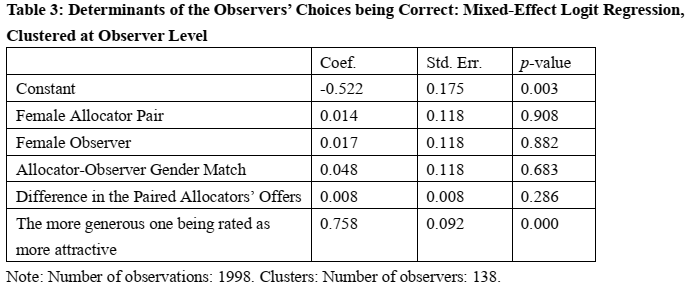 Table 3: Determinants of the Observers’ Choices being Correct: Mixed-Effect Logit Regression,
Clustered at Observer Level
Coef. Std. Err. p-value
Constant -0.522 0.175 0.003
Female Allocator Pair 0.014 0.118 0.908
Female Observer 0.017 0.118 0.882
Allocator-Observer Gender Match 0.048 0.118 0.683
Difference in the Paired Allocators’ Offers 0.008 0.008 0.286
The more generous one being rated as 0.758 0.092 0.000
more attractive
Note: Number of observations: 1998. Clusters: Number of observers: 138.